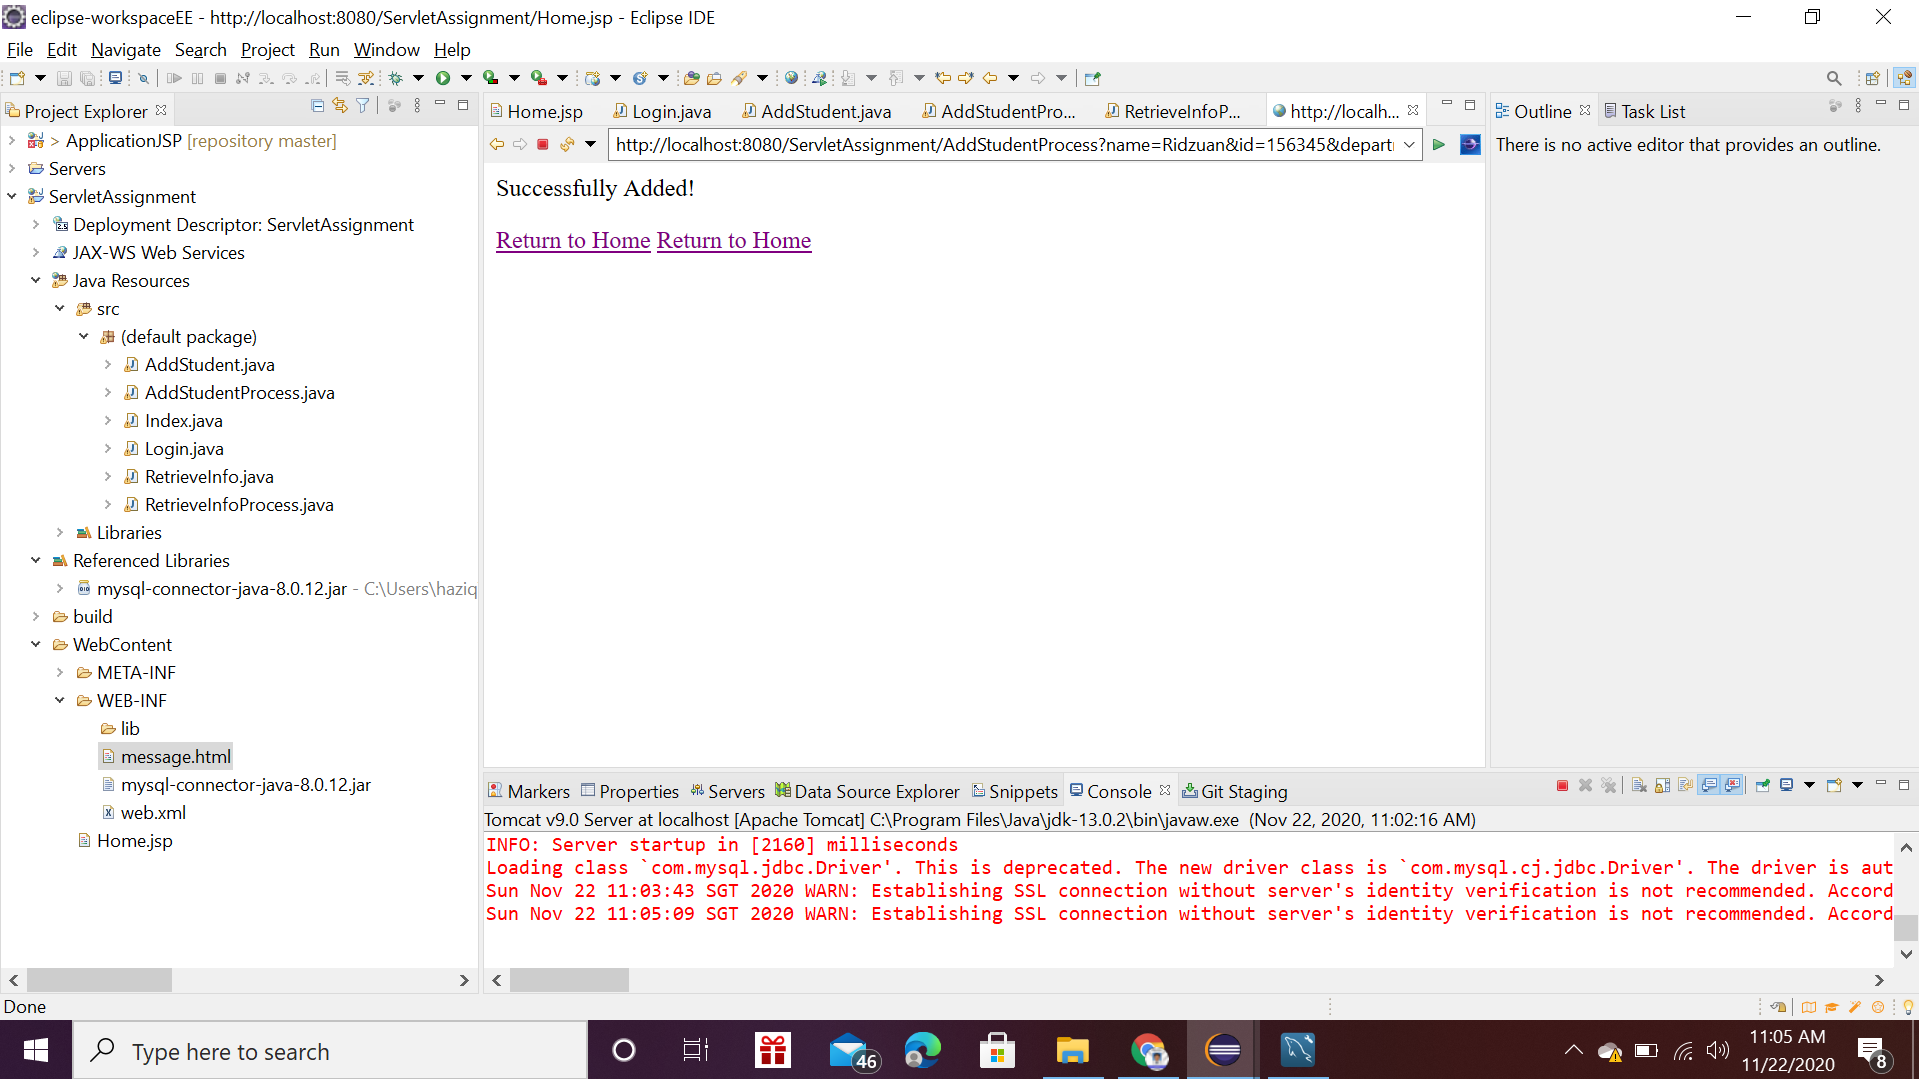 eclipse-workspaceEE - http://localhost:8080/ServletAssignment/Home.jsp - Eclipse IDE
File Edit Navigate Search Project Run Window Help
Project Explorer
> ApplicationJSP [repository master]
Servers
ServletAssignment
Deployment Descriptor: ServletAssignment
JAX-WS Web Services
Java Resources
src
(default package)
AddStudent.java
AddStudentProcess.java
Index.java
Login.java
RetrieveInfo.java
RetrieveInfoProcess.java
Libraries
Referenced Libraries
mysql-connector-java-8.0.12.jar - C:\Users\haziq
build
WebContent
META-INF
WEB-INF
lib
message.html
mysql-connector-java-8.0.12.jar
web.xml
Home.jsp
Home.jsp Login.java AddStudent.java AddStudentPro... RetrieveInfoP... http://localh...
http://localhost:8080/ServletAssignment/AddStudentProcess?name=Ridzuan&id=156345&depart
Successfully Added!
Return to Home Return to Home
Outline Task List
There is no active editor that provides an outline.
Markers Properties Servers Data Source Explorer Snippets Console Git Staging
Tomcat v9.0 Server at localhost [Apache Tomcat] C:\Program Files\Java\jdk-13.0.2\bin\javaw.exe (Nov 22, 2020, 11:02:16 AM)
INFO: Server startup in [2160] milliseconds
Loading class `com.mysql.jdbc.Driver'. This is deprecated. The new driver class is `com.mysql.cj.jdbc.Driver'. The driver is aut
Sun Nov 22 11:03:43 SGT 2020 WARN: Establishing SSL connection without server's identity verification is not recommended. Accord
Sun Nov 22 11:05:09 SGT 2020 WARN: Establishing SSL connection without server's identity verification is not recommended. Accord
Done
Type here to search
46
11:05 AM
11/22/2020
8